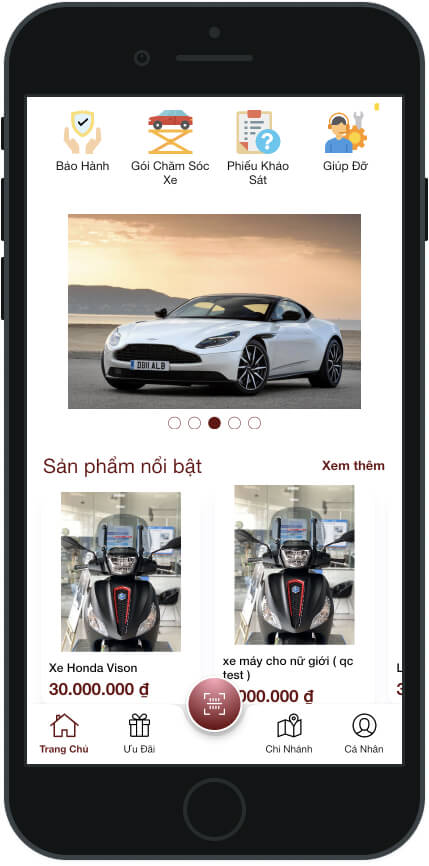 Bảo Hành
Gói Chăm Sóc
Xe
Phiếu Khảo
Sát
Giúp Đỡ
DB11 ALB
Sản phẩm nổi bật
Xem thêm
Xe Honda Vison
30.000.000 ₫
xe máy cho nữ giới ( qc
test )
000.000 ₫
L
3
Trang Chủ
Ưu Đãi
Chi Nhánh
Cá Nhân